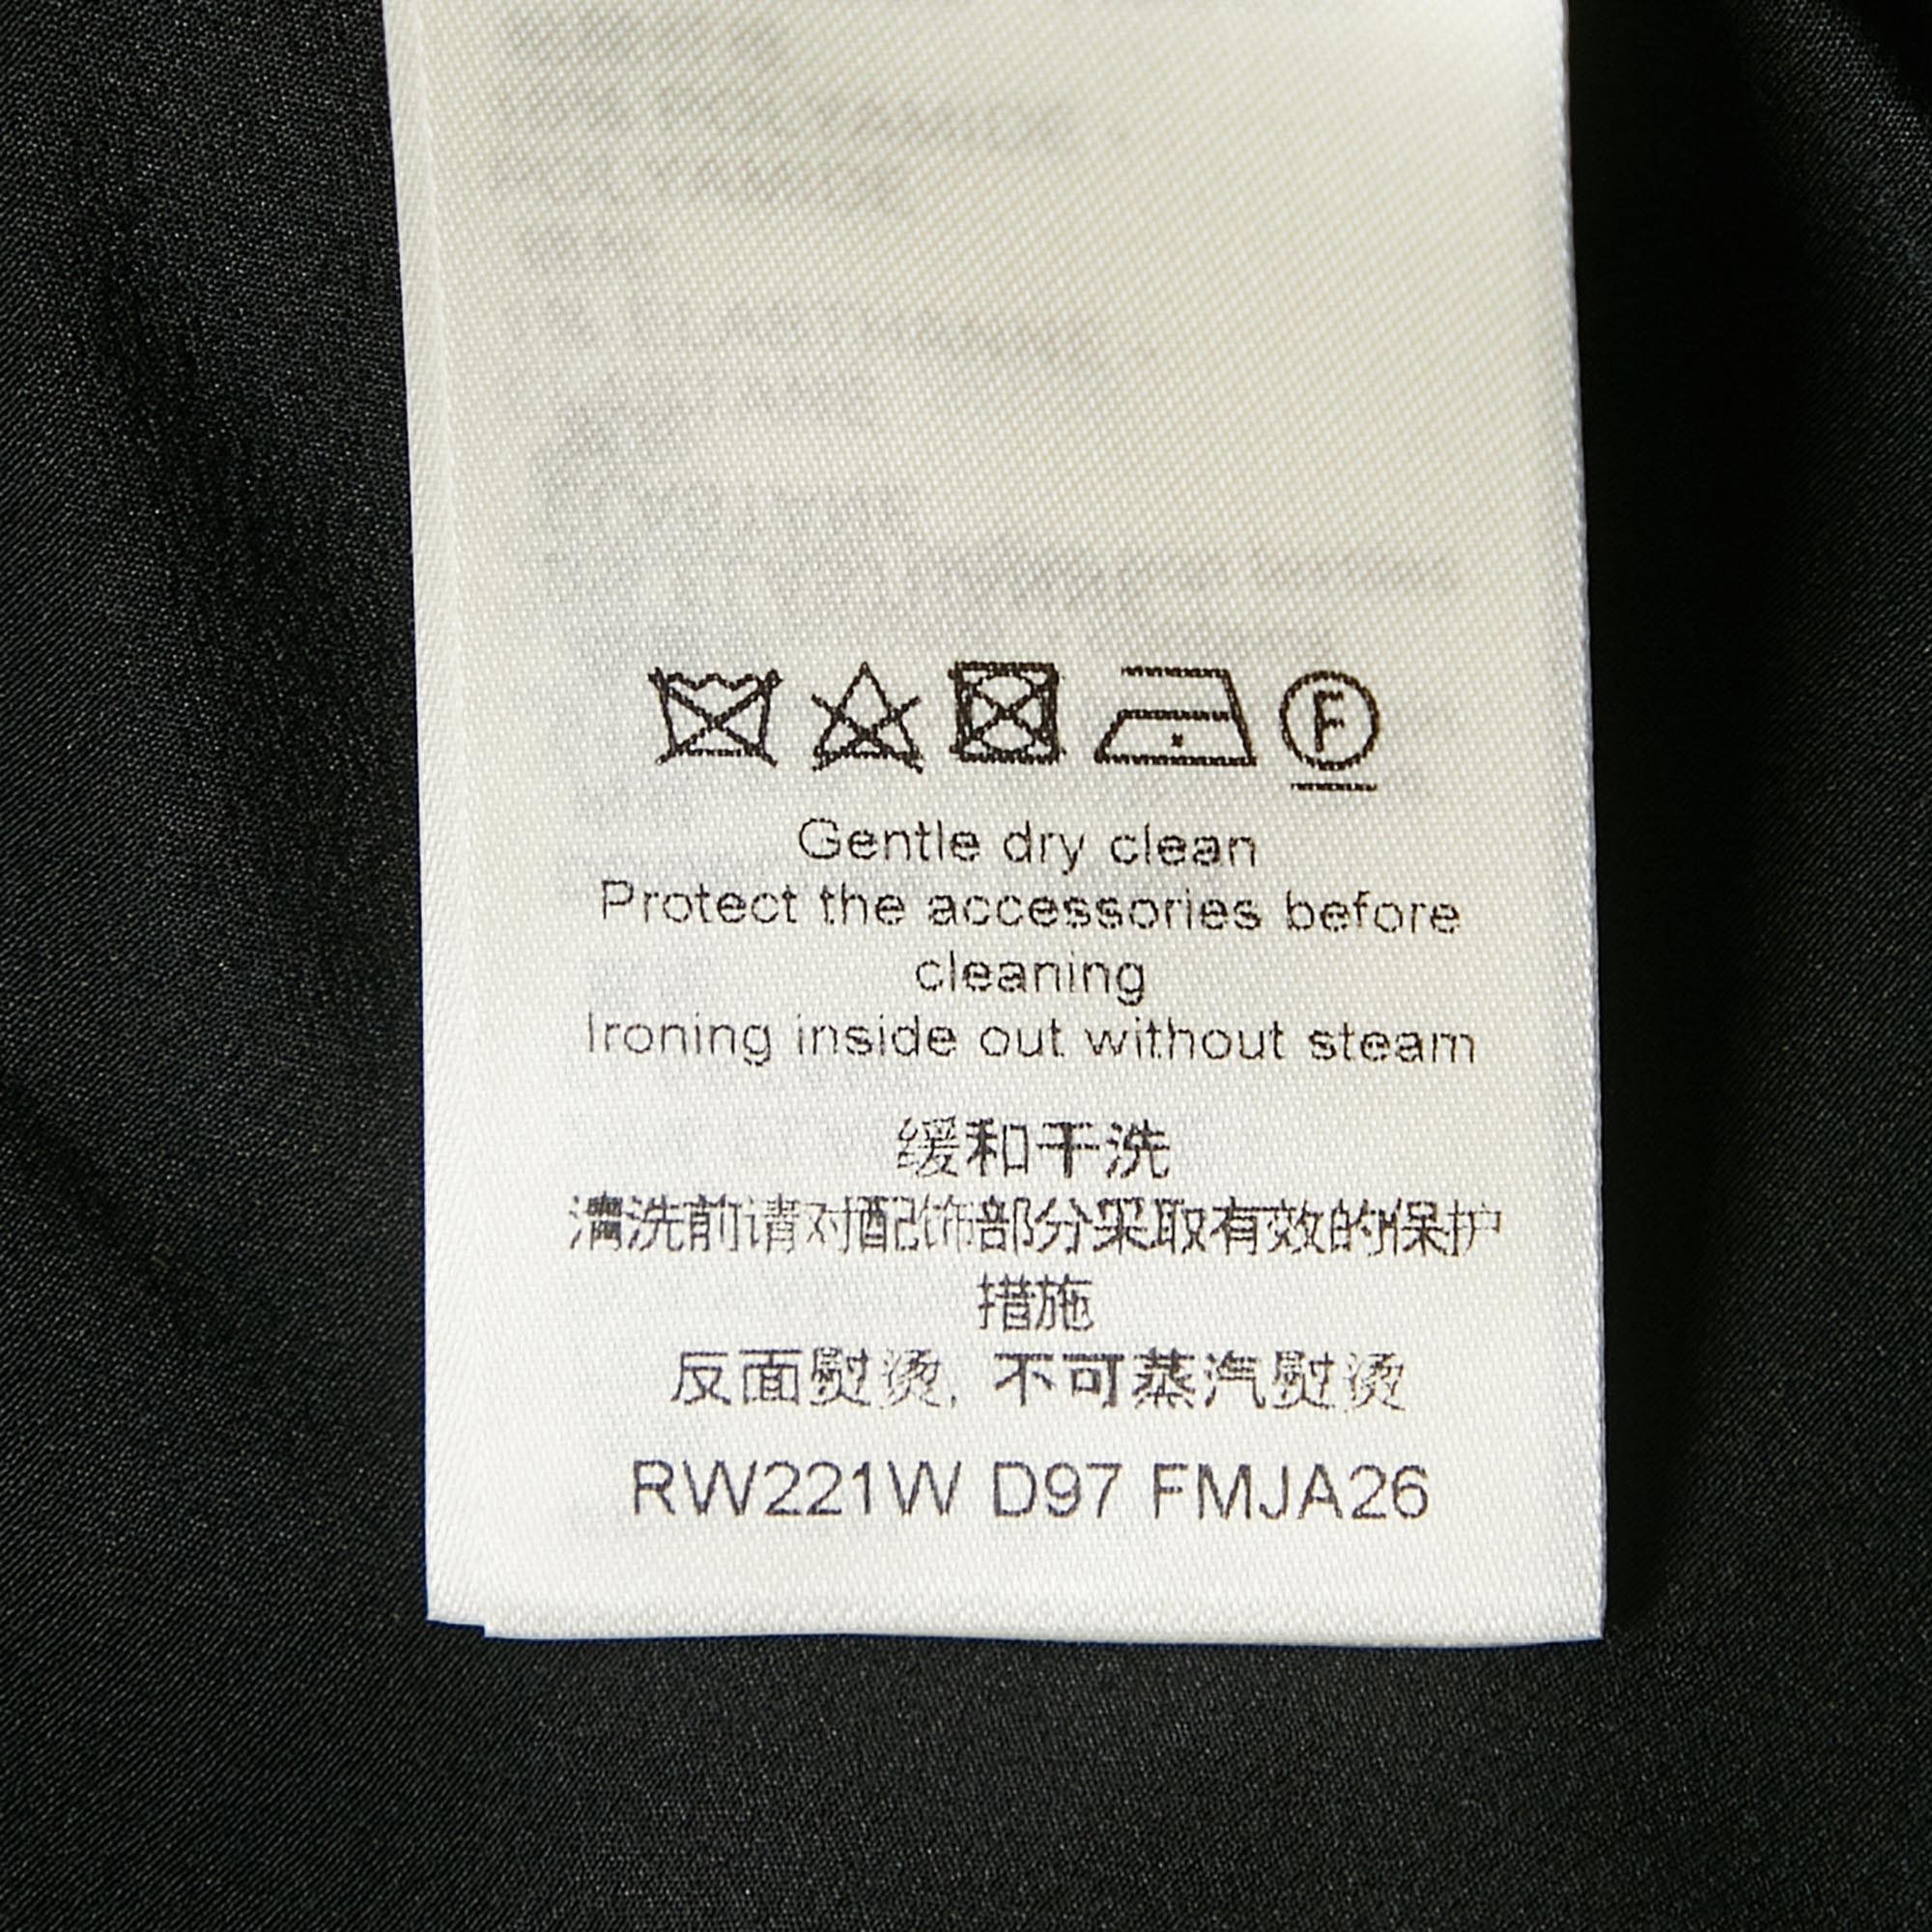 F
Gentle dry clean
Protect the accessories before
cleaning
Ironing inside out without steam
缓和干洗
清洗前请对配饰部分采取有效的保护
措施
反面熨烫, 不可蒸汽熨烫
RW221W D97 FMJA26